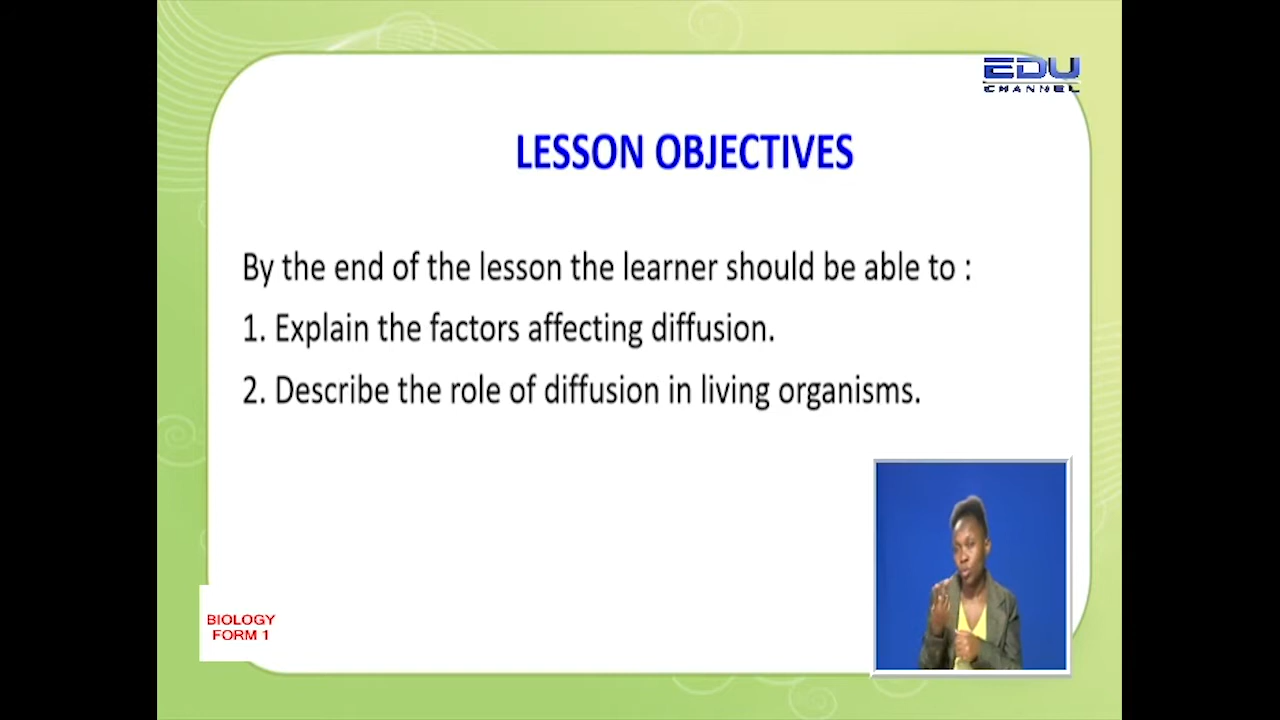 EDU
CHANNEL
LESSON OBJECTIVES
By the end of the lesson the learner should be able to :
1. Explain the factors affecting diffusion.
2. Describe the role of diffusion in living organisms.
BIOLOGY
FORM 1